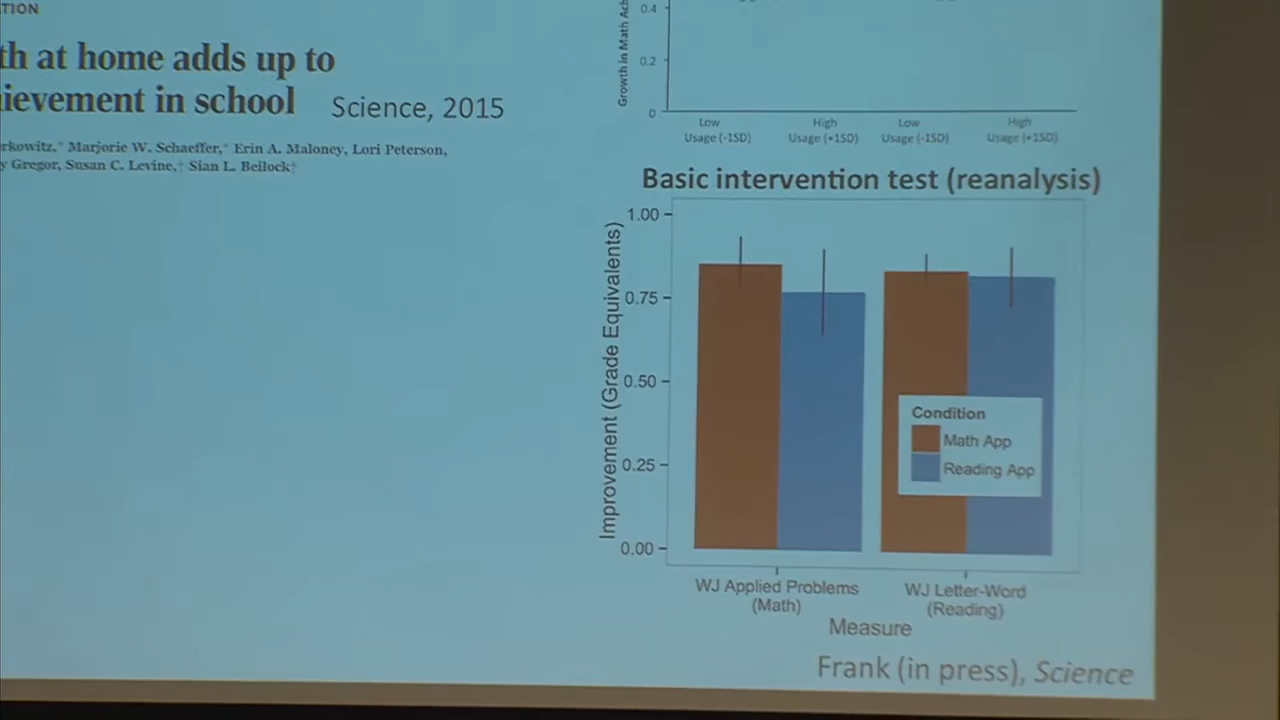 TION
th at home adds up to
ievement in school
Science, 2015
rkowitz,* Marjorie W. Schaeffer,* Erin A. Maloney, Lori Peterson,
y Gregor, Susan C. Levine,† Sian L. Beilock†
Growth in Math Ach
0.4
0.2
0
Low
Usage (-1SD)
High
Usage (+1SD)
Low
Usage (-1SD)
High
Usage (+1SD)
Basic intervention test (reanalysis)
Improvement (Grade Equivalents)
1.00
0.75
0.50
0.25
0.00
Condition
Math App
Reading App
WJ Applied Problems
(Math)
WJ Letter-Word
(Reading)
Measure
Frank (in press), Science